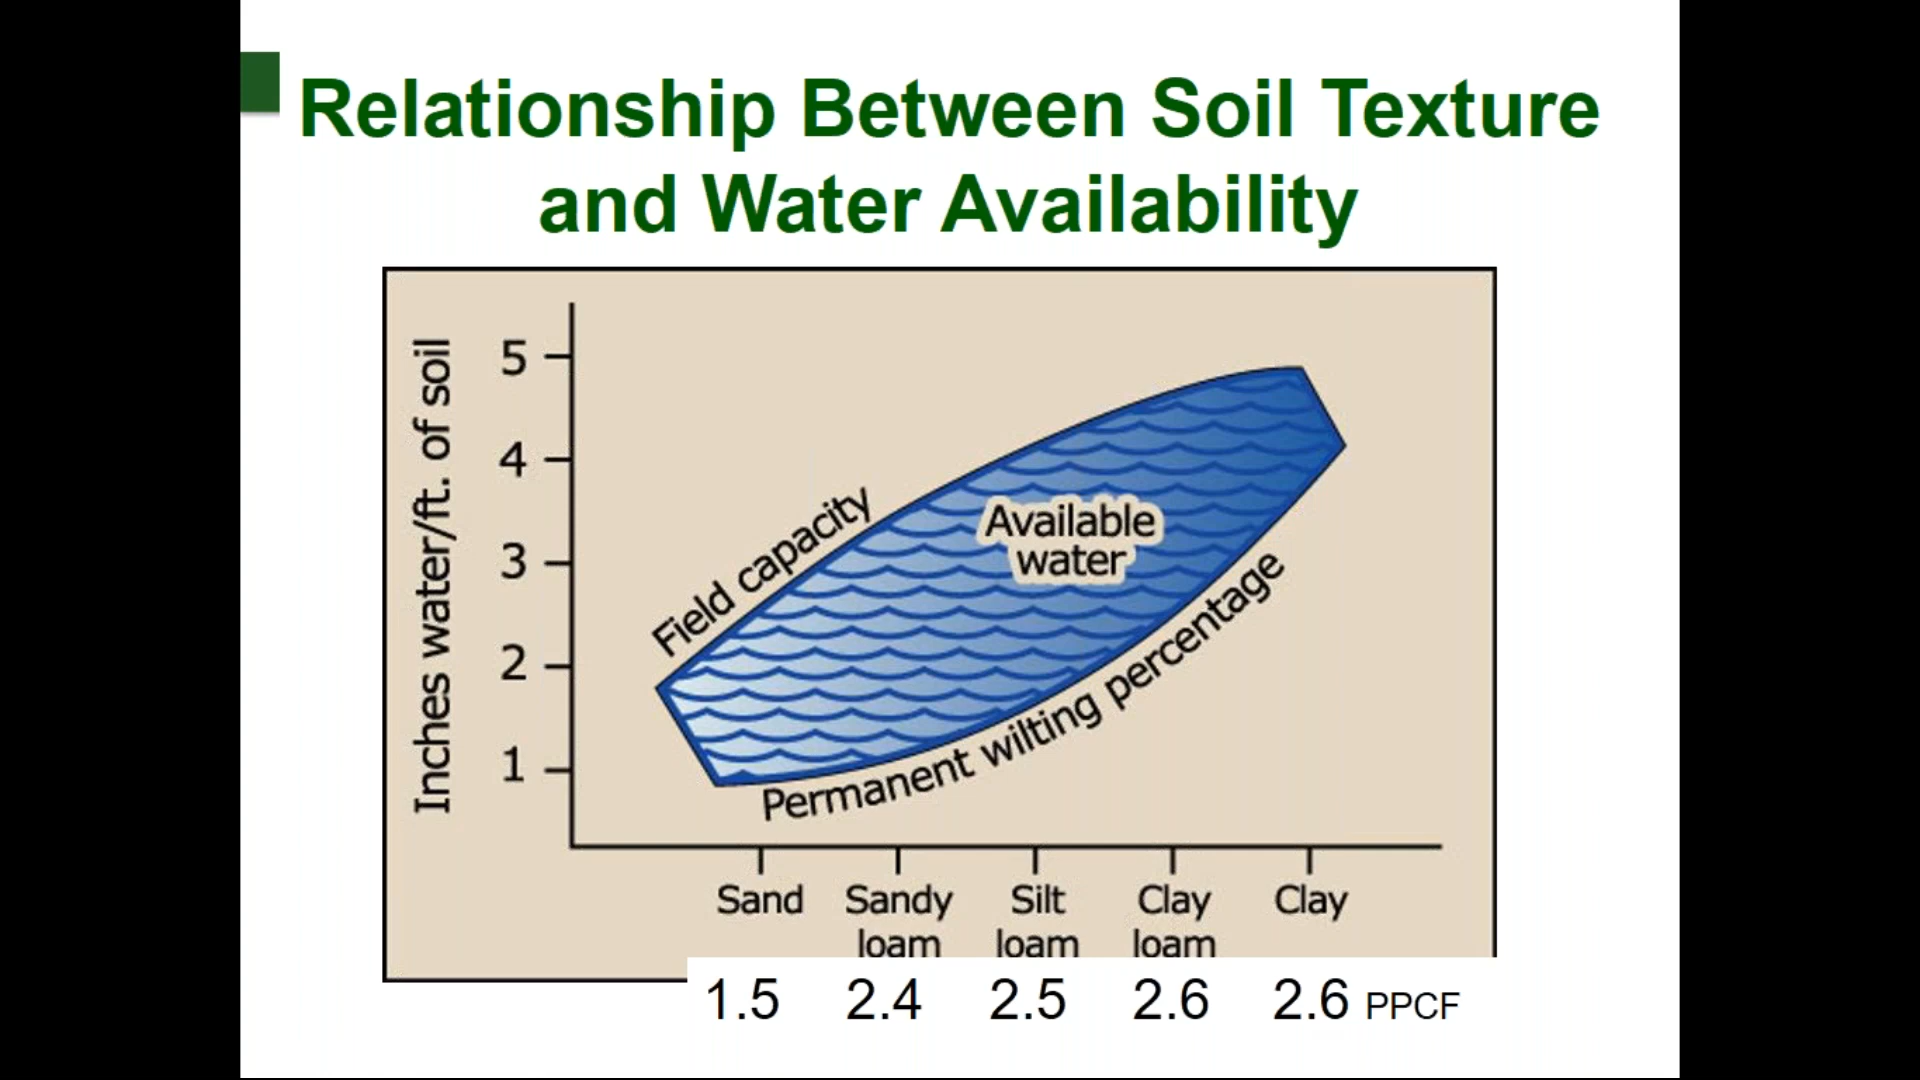 Relationship Between Soil Texture
and Water Availability
Inches water/ft. of soil
5
4
3
2
1
Field capacity
Available
water
Permanent wilting percentage
Sand
Sandy
loam
Silt
loam
Clay
loam
Clay
1.5 2.4 2.5 2.6 2.6 PPCF